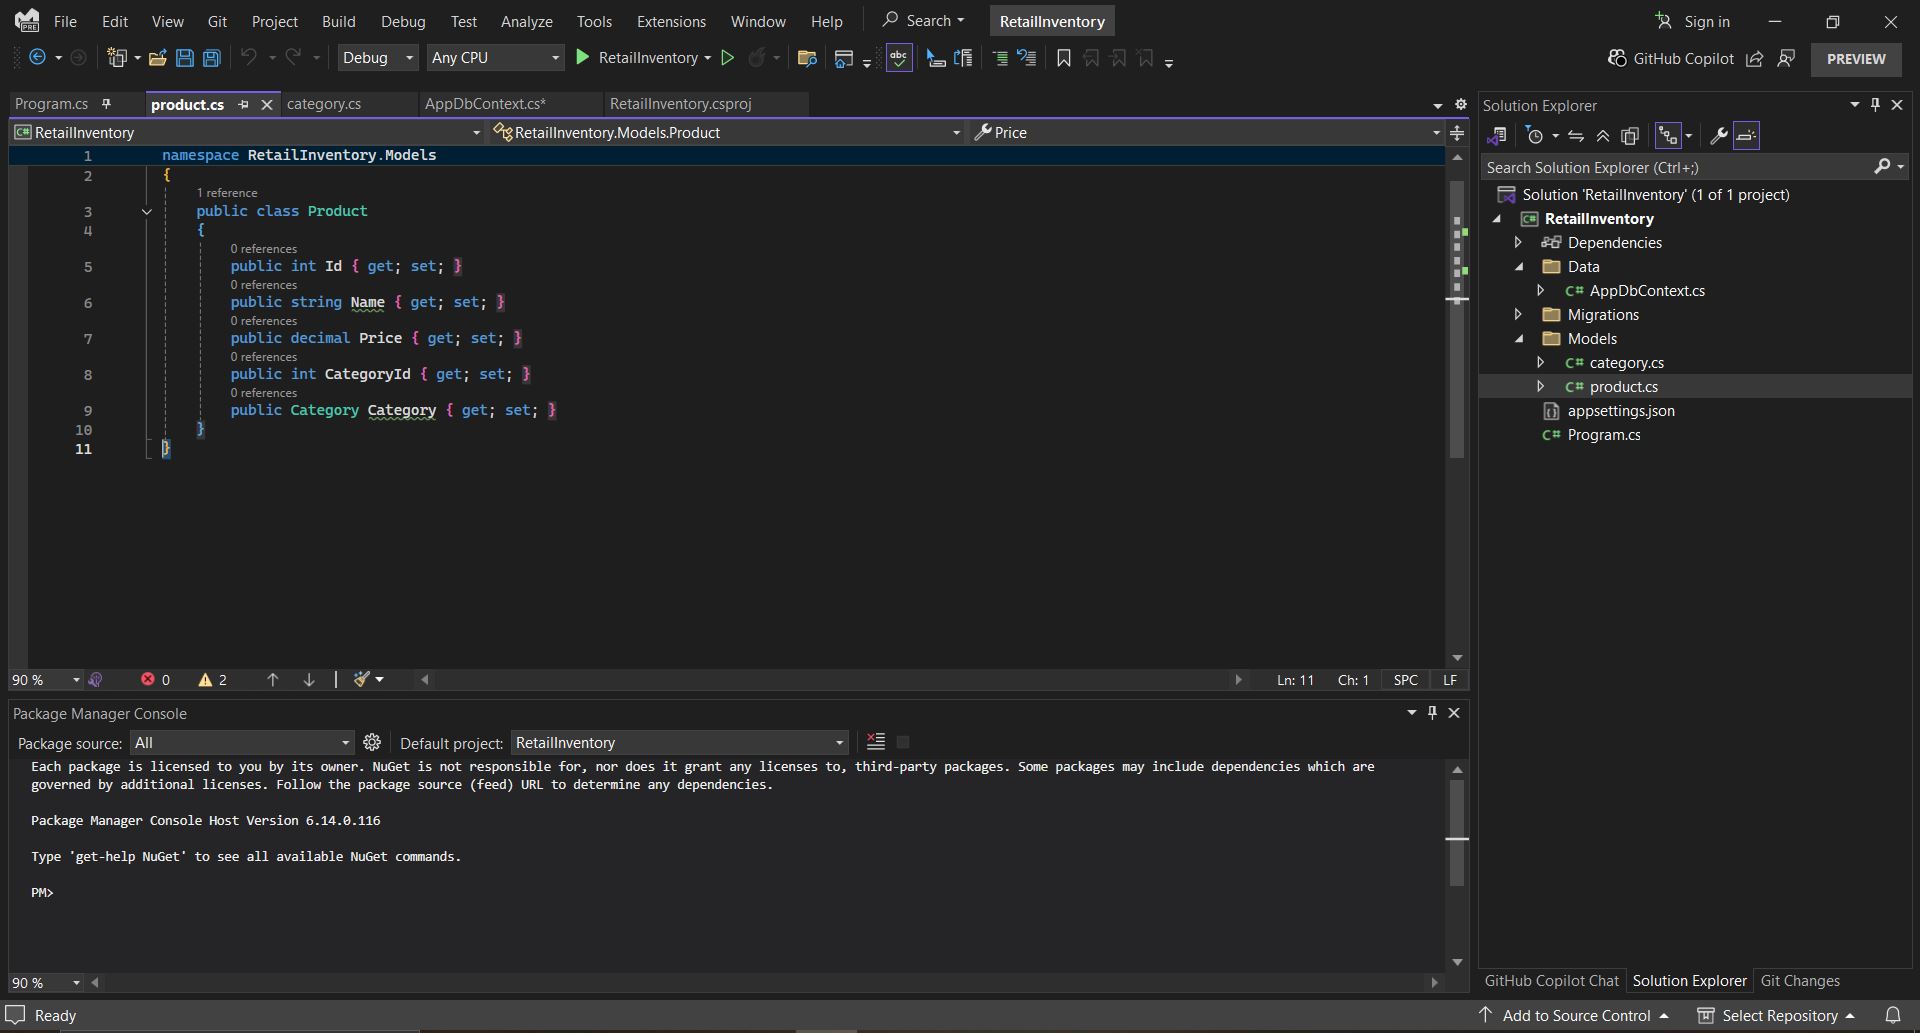 File Edit View Git Project Build Debug Test Analyze Tools Extensions Window Help Search RetailInventory Sign in
PRE
Debug Any CPU RetailInventory abc GitHub Copilot PREVIEW
Program.cs product.cs category.cs AppDbContext.cs* RetailInventory.csproj
C# RetailInventory RetailInventory.Models.Product Price
1 namespace RetailInventory.Models
2 {
1 reference
3 public class Product
4 {
0 references
5 public int Id { get; set; }
0 references
6 public string Name { get; set; }
0 references
7 public decimal Price { get; set; }
0 references
8 public int CategoryId { get; set; }
0 references
9 public Category Category { get; set; }
10 }
11 }
90 % 0 2 Ln: 11 Ch: 1 SPC LF
Package Manager Console
Package source: All Default project: RetailInventory
Each package is licensed to you by its owner. NuGet is not responsible for, nor does it grant any licenses to, third-party packages. Some packages may include dependencies which are
governed by additional licenses. Follow the package source (feed) URL to determine any dependencies.
Package Manager Console Host Version 6.14.0.116
Type 'get-help NuGet' to see all available NuGet commands.
PM>
90 %
Solution Explorer
Search Solution Explorer (Ctrl+;)
Solution 'RetailInventory' (1 of 1 project)
C# RetailInventory
Dependencies
Data
C# AppDbContext.cs
Migrations
Models
C# category.cs
C# product.cs
appsettings.json
C# Program.cs
GitHub Copilot Chat Solution Explorer Git Changes
Ready Add to Source Control Select Repository